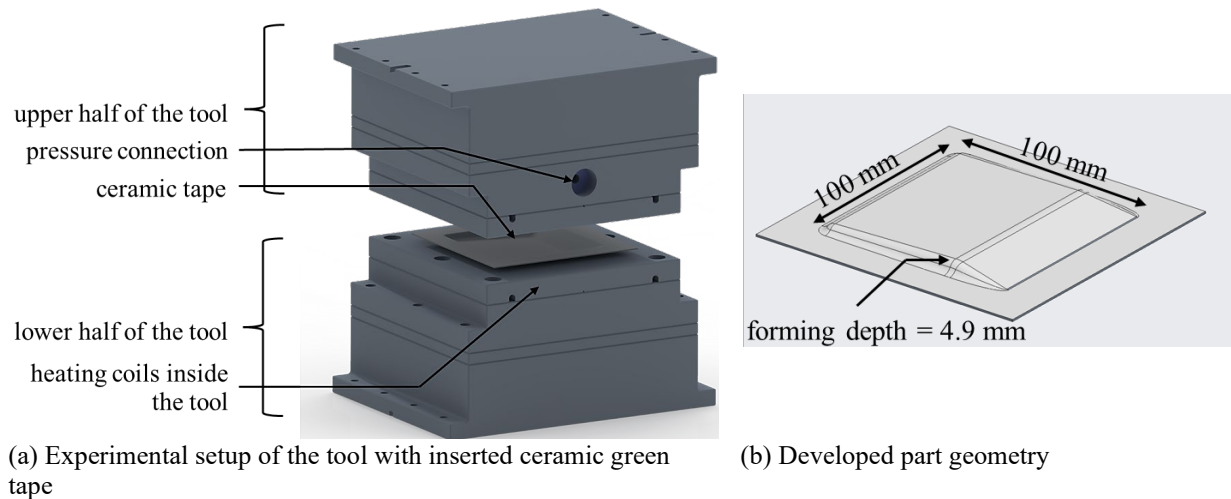 upper half of the tool
pressure connection
ceramic tape
lower half of the tool
heating coils inside
the tool
100 mm
100 mm
forming depth = 4.9 mm
(a) Experimental setup of the tool with inserted ceramic green
tape
(b) Developed part geometry